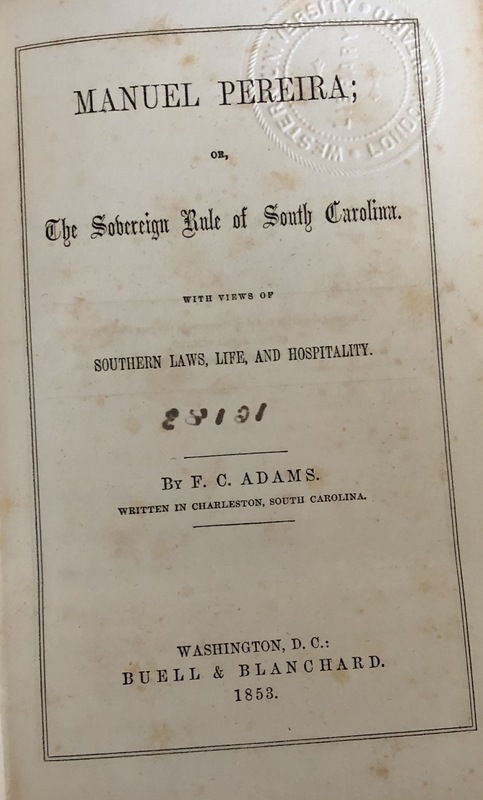 MANUEL PEREIRA;
OR,
The Sovereign Rule of South Carolina.
WITH VIEWS OF
SOUTHERN LAWS, LIFE, AND HOSPITALITY.
28191
BY F. C. ADAMS.
WRITTEN IN CHARLESTON, SOUTH CAROLINA.
WASHINGTON, D. C.:
BUELL & BLANCHARD.
1853.